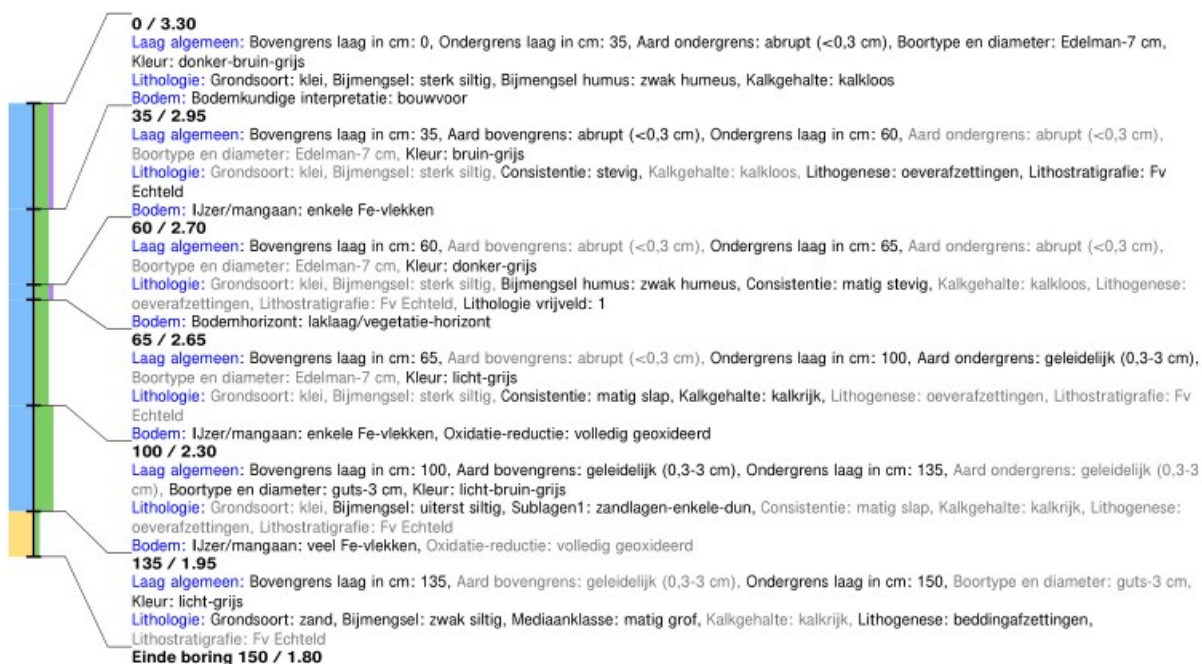 0 / 3.30
Laag algemeen: Bovengrens laag in cm: 0, Ondergrens laag in cm: 35, Aard ondergrens: abrupt (<0,3 cm), Boortype en diameter: Edelman-7 cm,
Kleur: donker-bruin-grijs
Lithologie: Grondsoort: klei, Bijmengsel: sterk siltig, Bijmengsel humus: zwak humeus, Kalkgehalte: kalkloos
Bodem: Bodemkundige interpretatie: bouwvoor
35 / 2.95
Laag algemeen: Bovengrens laag in cm: 35, Aard bovengrens: abrupt (<0,3 cm), Ondergrens laag in cm: 60, Aard ondergrens: abrupt (<0,3 cm),
Boortype en diameter: Edelman-7 cm, Kleur: bruin-grijs
Lithologie: Grondsoort: klei, Bijmengsel: sterk siltig, Consistentie: stevig, Kalkgehalte: kalkloos, Lithogenese: oeverafzettingen, Lithostratigrafie: Fv
Echteld
Bodem: IJzer/mangaan: enkele Fe-vlekken
60 / 2.70
Laag algemeen: Bovengrens laag in cm: 60, Aard bovengrens: abrupt (<0,3 cm), Ondergrens laag in cm: 65, Aard ondergrens: abrupt (<0,3 cm),
Boortype en diameter: Edelman-7 cm, Kleur: donker-grijs
Lithologie: Grondsoort: klei, Bijmengsel: sterk siltig, Bijmengsel humus: zwak humeus, Consistentie: matig stevig, Kalkgehalte: kalkloos, Lithogenese:
oeverafzettingen, Lithostratigrafie: Fv Echteld, Lithologie vrijveld: 1
Bodem: Bodemhorizont: laklaag/vegetatie-horizont
65 / 2.65
Laag algemeen: Bovengrens laag in cm: 65, Aard bovengrens: abrupt (<0,3 cm), Ondergrens laag in cm: 100, Aard ondergrens: geleidelijk (0,3-3 cm),
Boortype en diameter: Edelman-7 cm, Kleur: licht-grijs
Lithologie: Grondsoort: klei, Bijmengsel: sterk siltig, Consistentie: matig slap, Kalkgehalte: kalkrijk, Lithogenese: oeverafzettingen, Lithostratigrafie: Fv
Echteld
Bodem: IJzer/mangaan: enkele Fe-vlekken, Oxidatie-reductie: volledig geoxideerd
100 / 2.30
Laag algemeen: Bovengrens laag in cm: 100, Aard bovengrens: geleidelijk (0,3-3 cm), Ondergrens laag in cm: 135, Aard ondergrens: geleidelijk (0,3-3
cm), Boortype en diameter: guts-3 cm, Kleur: licht-bruin-grijs
Lithologie: Grondsoort: klei, Bijmengsel: uiterst siltig, Sublagen1: zandlagen-enkele-dun, Consistentie: matig slap, Kalkgehalte: kalkrijk, Lithogenese:
oeverafzettingen, Lithostratigrafie: Fv Echteld
Bodem: IJzer/mangaan: veel Fe-vlekken, Oxidatie-reductie: volledig geoxideerd
135 / 1.95
Laag algemeen: Bovengrens laag in cm: 135, Aard bovengrens: geleidelijk (0,3-3 cm), Ondergrens laag in cm: 150, Boortype en diameter: guts-3 cm,
Kleur: licht-grijs
Lithologie: Grondsoort: zand, Bijmengsel: zwak siltig, Mediaanklasse: matig grof, Kalkgehalte: kalkrijk, Lithogenese: beddingafzettingen,
Lithostratigrafie: Fv Echteld
Einde boring 150 / 1.80